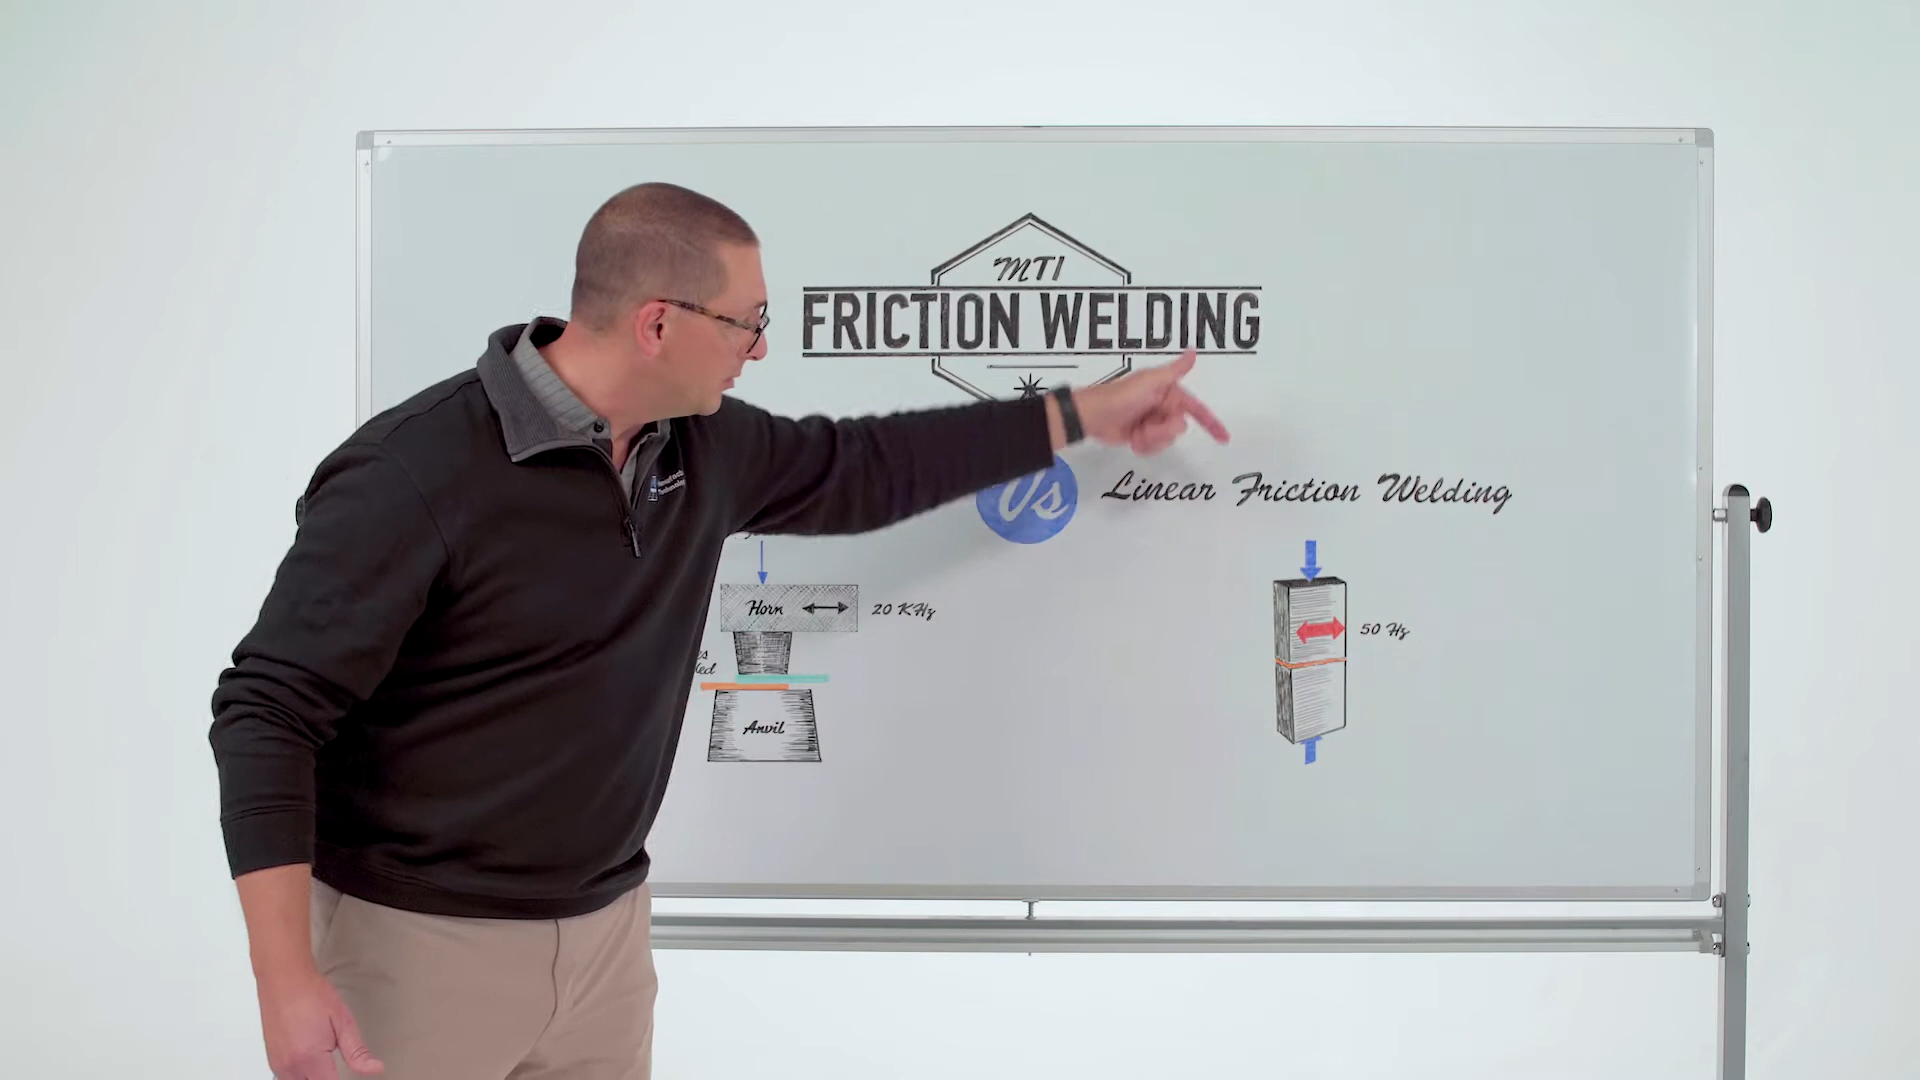 MTI
FRICTION WELDING
Vs
Linear Friction Welding
Horn
20 KHz
50 Hz
Anvil